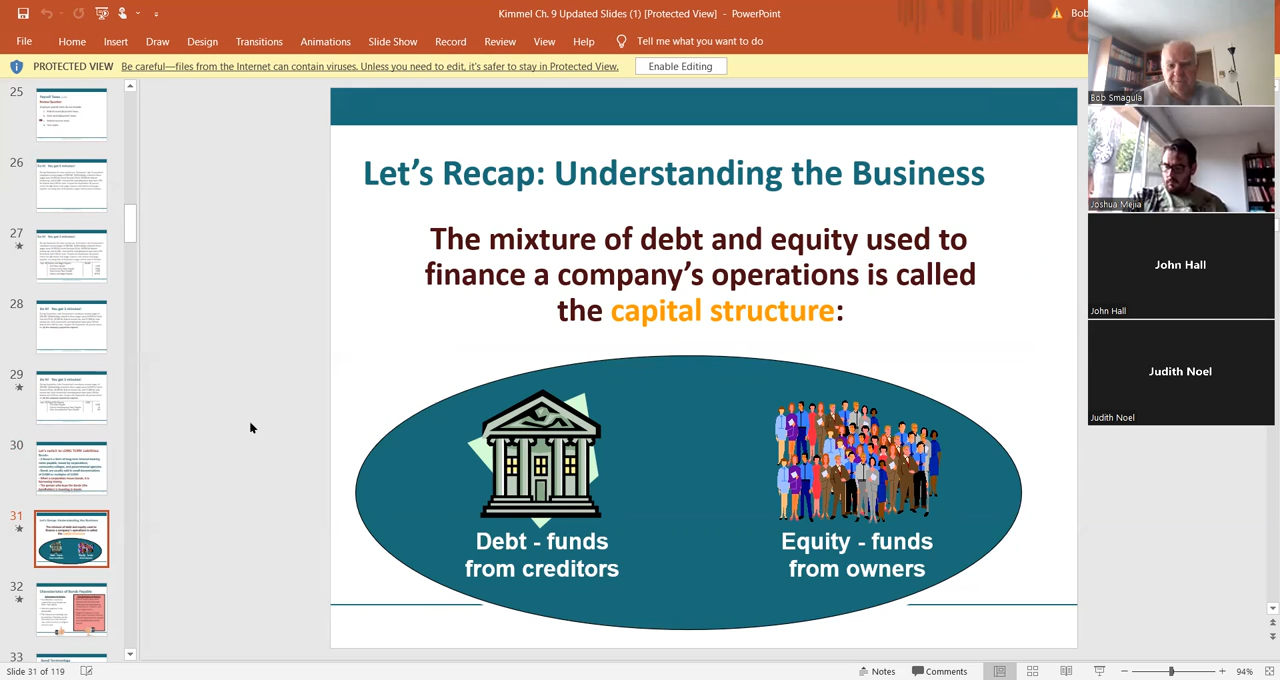 Kimmel Ch. 9 Updated Slides (1) [Protected View] - PowerPoint
Bob
File Home Insert Draw Design Transitions Animations Slide Show Record Review View Help Tell me what you want to do
PROTECTED VIEW Be careful—files from the Internet can contain viruses. Unless you need to edit, it's safer to stay in Protected View. Enable Editing
25
26
27
28
29
30
31
32
33
Let's Recap: Understanding the Business
The mixture of debt and equity used to
finance a company's operations is called
the capital structure:
Debt - funds
from creditors
Equity - funds
from owners
Bob Smagula
Joshua Mejia
John Hall
John Hall
Judith Noel
Judith Noel
Slide 31 of 119
Notes Comments 94%